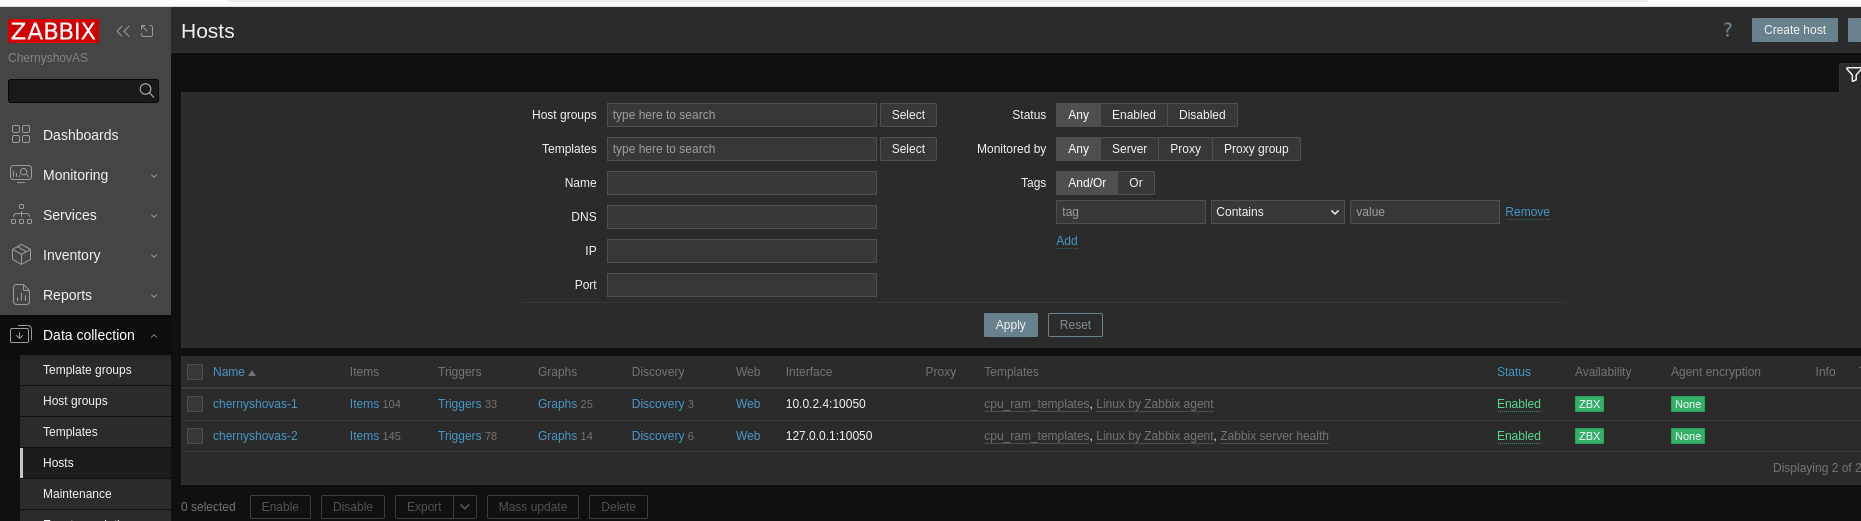 ZABBIX
ChernyshovAS
Hosts
? Create host
Dashboards
Monitoring
Services
Inventory
Reports
Data collection
Template groups
Host groups
Templates
Hosts
Maintenance
Host groups type here to search Select
Templates type here to search Select
Name
DNS
IP
Port
Status Any Enabled Disabled
Monitored by Any Server Proxy Proxy group
Tags And/Or Or
tag Contains value Remove
Add
Apply Reset
Name Items Triggers Graphs Discovery Web Interface Proxy Templates Status Availability Agent encryption Info
chernyshovas-1 Items 104 Triggers 33 Graphs 25 Discovery 3 Web 10.0.2.4:10050 cpu_ram_templates, Linux by Zabbix agent Enabled ZBX None
chernyshovas-2 Items 145 Triggers 78 Graphs 14 Discovery 6 Web 127.0.0.1:10050 cpu_ram_templates, Linux by Zabbix agent, Zabbix server health Enabled ZBX None
Displaying 2 of 2
0 selected Enable Disable Export Mass update Delete